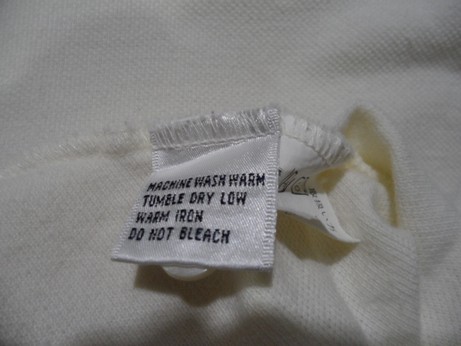 MACHINE WASH WARM
TUMBLE DRY LOW
WARM IRON
DO NOT BLEACH